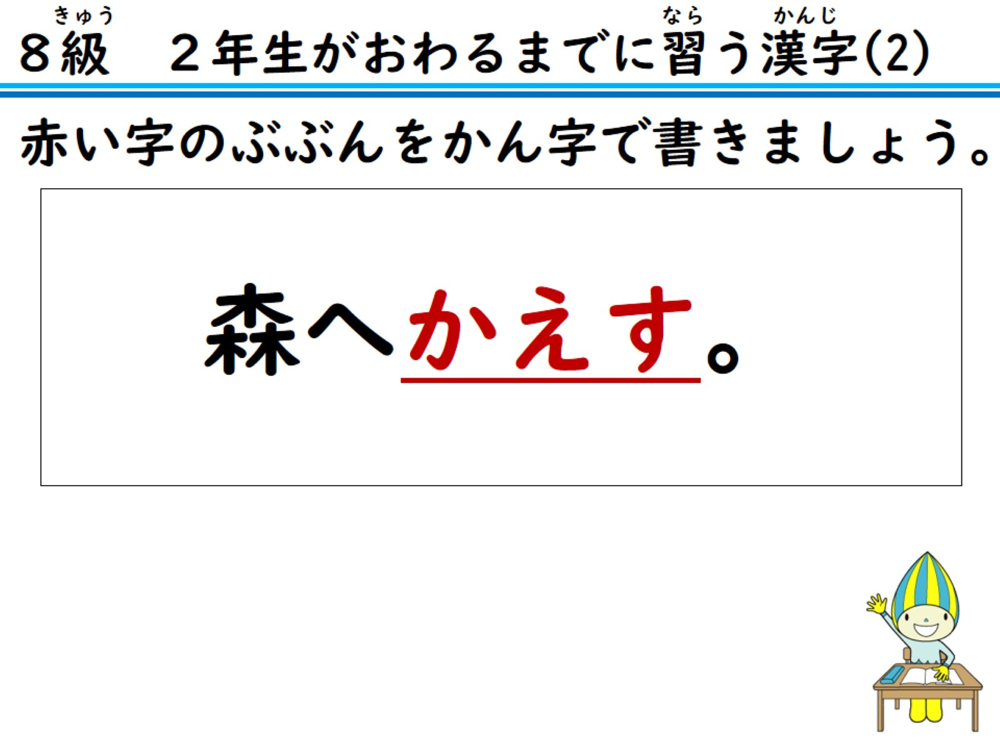 きゅう なら かんじ
８級　２年生がおわるまでに習う漢字(2)
赤い字のぶぶんをかん字で書きましょう。
森へかえす。